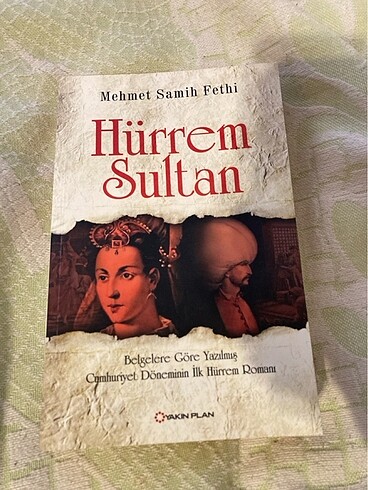 Mehmet Samih Fethi
Hürrem
Sultan
Belgelere Göre Yazılmış
Cumhuriyet Döneminin İlk Hürrem Romanı
YAKIN PLAN